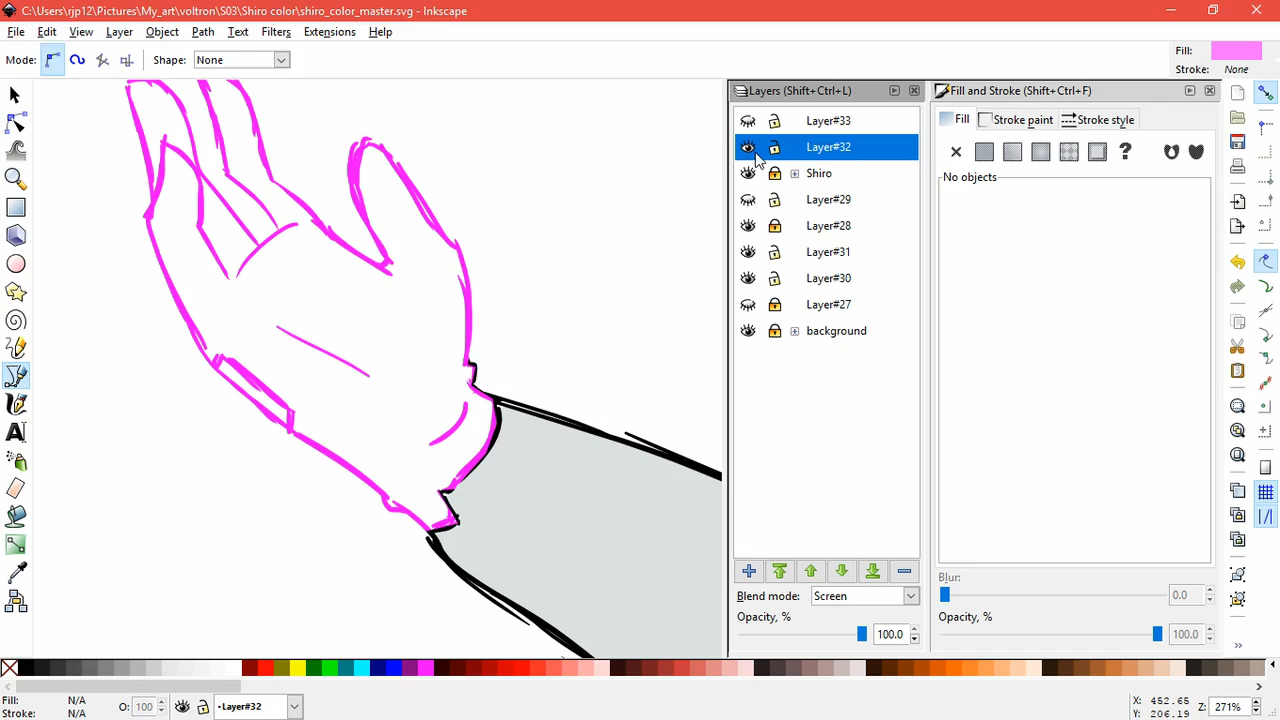 C:\Users\rjp12\Pictures\My_art\voltron\S03\Shiro color\shiro_color_master.svg - Inkscape
File Edit View Layer Object Path Text Filters Extensions Help
Mode: Shape: None Fill:
Stroke: None
Layers (Shift+Ctrl+L) Fill and Stroke (Shift+Ctrl+F)
Layer#33 Fill Stroke paint Stroke style
Layer#32 ?
Shiro No objects
Layer#29
Layer#28
Layer#31
Layer#30
Layer#27
background
Blur:
Blend mode: Screen 0.0
Opacity, % Opacity, %
100.0 100.0
Fill: N/A
Stroke: N/A O: 100 -Layer#32
X: 452.65
Y: 206.19 Z: 271%